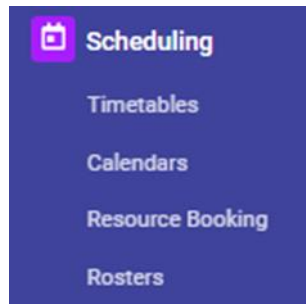 Scheduling
Timetables
Calendars
Resource Booking
Rosters